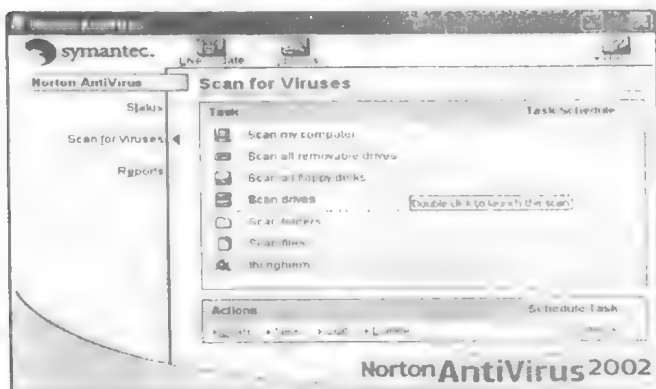 symantec.
Norton AntiVirus
Status
Scan for Viruses
Reports
Scan for Viruses
Task
Task Schedule
Scan my computer
Scan all removable drives
Scan all floppy disks
Scan drives
Double click to launch the scan
Scan folders
Scan files
thi nghiem
Actions
Schedule Task
Norton AntiVirus 2002